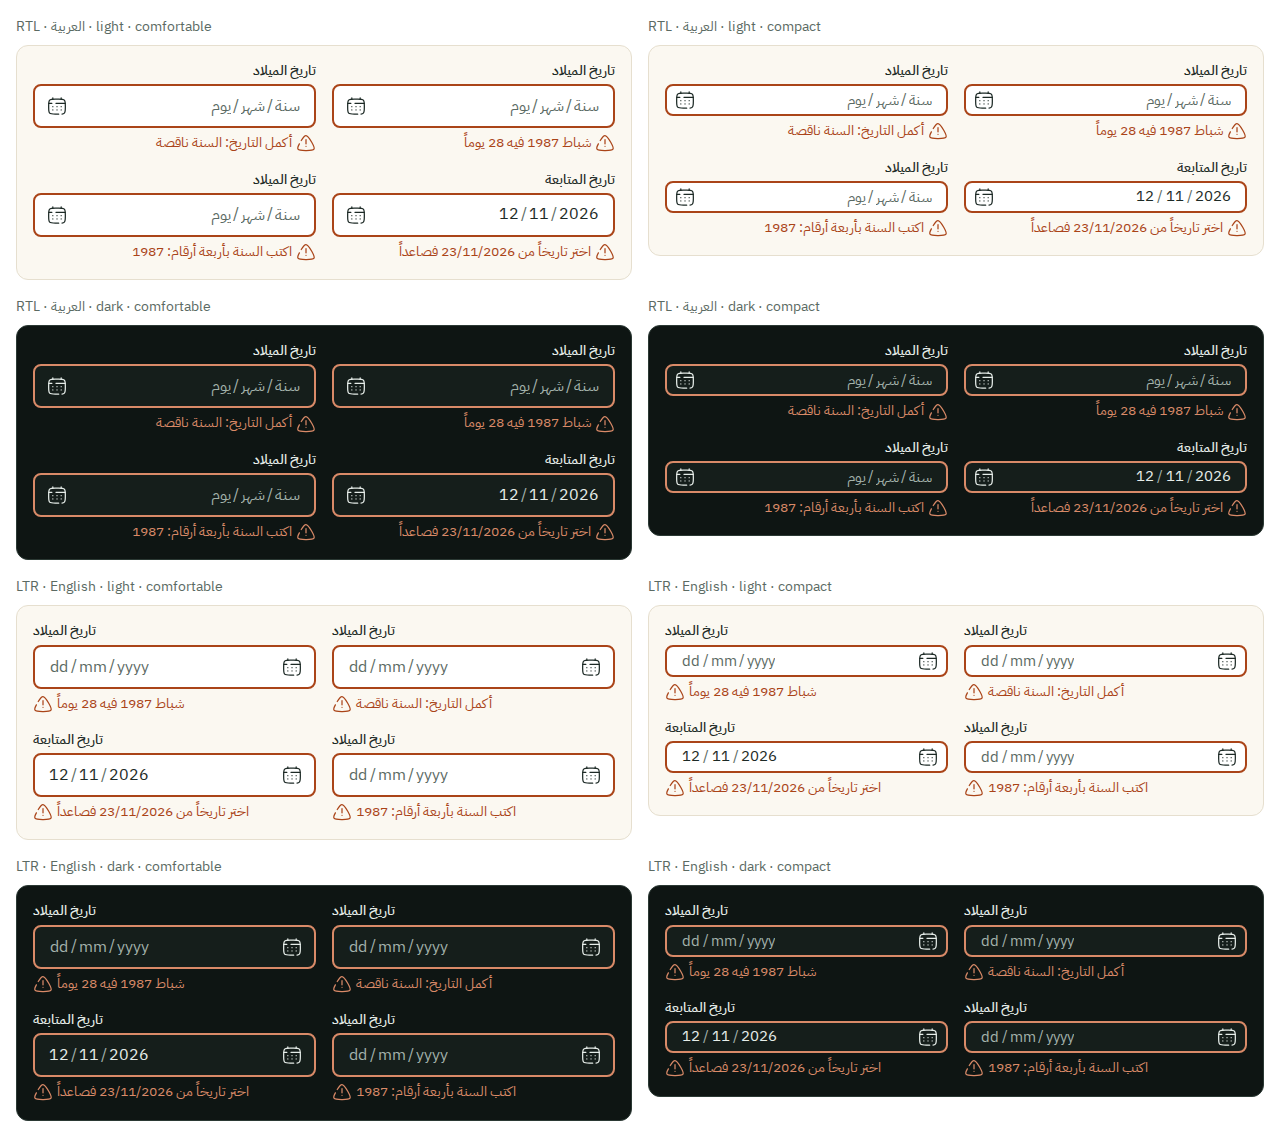 RTL · العربية · light · comfortable
تاريخ الميلاد
سنة / شهر / يوم
شباط 1987 فيه 28 يوماً
تاريخ الميلاد
سنة / شهر / يوم
أكمل التاريخ: السنة ناقصة
تاريخ المتابعة
12 / 11 / 2026
اختر تاريخاً من 23/11/2026 فصاعداً
تاريخ الميلاد
سنة / شهر / يوم
اكتب السنة بأربعة أرقام: 1987
RTL · العربية · light · compact
تاريخ الميلاد
سنة / شهر / يوم
شباط 1987 فيه 28 يوماً
تاريخ الميلاد
سنة / شهر / يوم
أكمل التاريخ: السنة ناقصة
تاريخ المتابعة
12 / 11 / 2026
اختر تاريخاً من 23/11/2026 فصاعداً
تاريخ الميلاد
سنة / شهر / يوم
اكتب السنة بأربعة أرقام: 1987
RTL · العربية · dark · comfortable
تاريخ الميلاد
سنة / شهر / يوم
شباط 1987 فيه 28 يوماً
تاريخ الميلاد
سنة / شهر / يوم
أكمل التاريخ: السنة ناقصة
تاريخ المتابعة
12 / 11 / 2026
اختر تاريخاً من 23/11/2026 فصاعداً
تاريخ الميلاد
سنة / شهر / يوم
اكتب السنة بأربعة أرقام: 1987
RTL · العربية · dark · compact
تاريخ الميلاد
سنة / شهر / يوم
شباط 1987 فيه 28 يوماً
تاريخ الميلاد
سنة / شهر / يوم
أكمل التاريخ: السنة ناقصة
تاريخ المتابعة
12 / 11 / 2026
اختر تاريخاً من 23/11/2026 فصاعداً
تاريخ الميلاد
سنة / شهر / يوم
اكتب السنة بأربعة أرقام: 1987
LTR · English · light · comfortable
تاريخ الميلاد
dd / mm / yyyy
شباط 1987 فيه 28 يوماً
تاريخ الميلاد
dd / mm / yyyy
أكمل التاريخ: السنة ناقصة
تاريخ المتابعة
12 / 11 / 2026
اختر تاريخاً من 23/11/2026 فصاعداً
تاريخ الميلاد
dd / mm / yyyy
اكتب السنة بأربعة أرقام: 1987
LTR · English · light · compact
تاريخ الميلاد
dd / mm / yyyy
شباط 1987 فيه 28 يوماً
تاريخ الميلاد
dd / mm / yyyy
أكمل التاريخ: السنة ناقصة
تاريخ المتابعة
12 / 11 / 2026
اختر تاريخاً من 23/11/2026 فصاعداً
تاريخ الميلاد
dd / mm / yyyy
اكتب السنة بأربعة أرقام: 1987
LTR · English · dark · comfortable
تاريخ الميلاد
dd / mm / yyyy
شباط 1987 فيه 28 يوماً
تاريخ الميلاد
dd / mm / yyyy
أكمل التاريخ: السنة ناقصة
تاريخ المتابعة
12 / 11 / 2026
اختر تاريخاً من 23/11/2026 فصاعداً
تاريخ الميلاد
dd / mm / yyyy
اكتب السنة بأربعة أرقام: 1987
LTR · English · dark · compact
تاريخ الميلاد
dd / mm / yyyy
شباط 1987 فيه 28 يوماً
تاريخ الميلاد
dd / mm / yyyy
أكمل التاريخ: السنة ناقصة
تاريخ المتابعة
12 / 11 / 2026
اختر تاريخاً من 23/11/2026 فصاعداً
تاريخ الميلاد
dd / mm / yyyy
اكتب السنة بأربعة أرقام: 1987